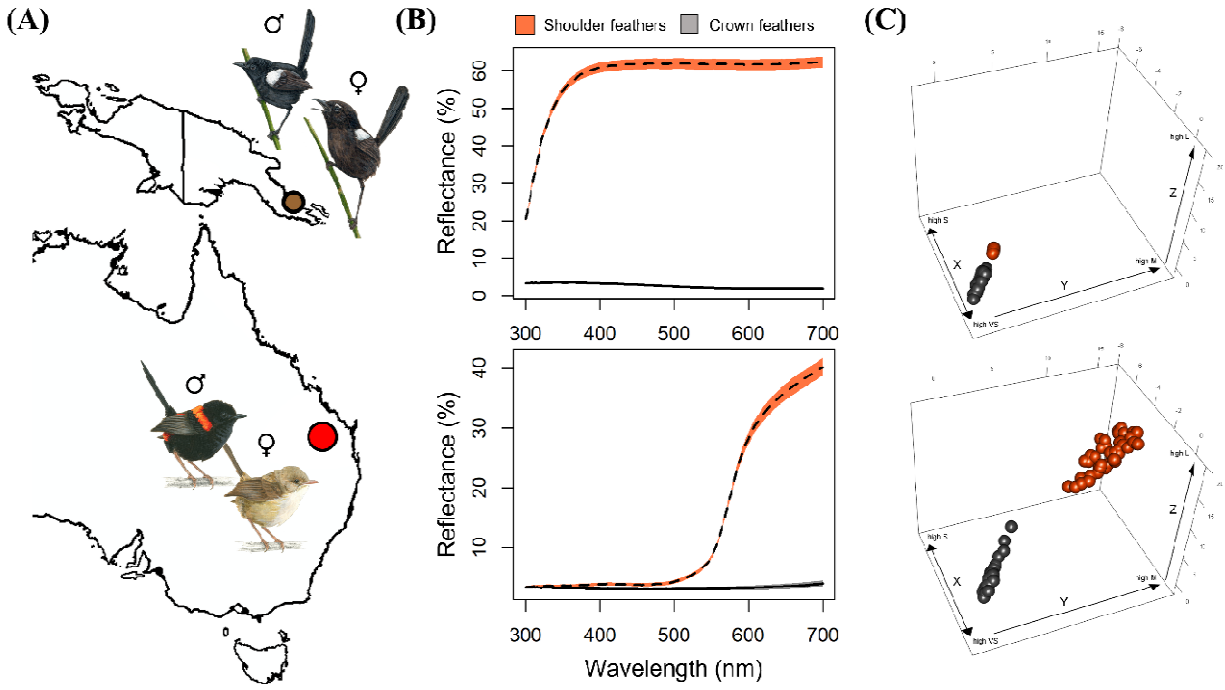 (A)
♂
♀
♂
♀
(B)
Shoulder feathers
Crown feathers
Reflectance (%)
60
50
40
30
20
10
0
300 400 500 600 700
Reflectance (%)
40
30
20
10
300 400 500 600 700
Wavelength (nm)
(C)
high L
high S
Z
X
high M
Y
high VS
high L
high S
Z
X
high M
Y
high VS